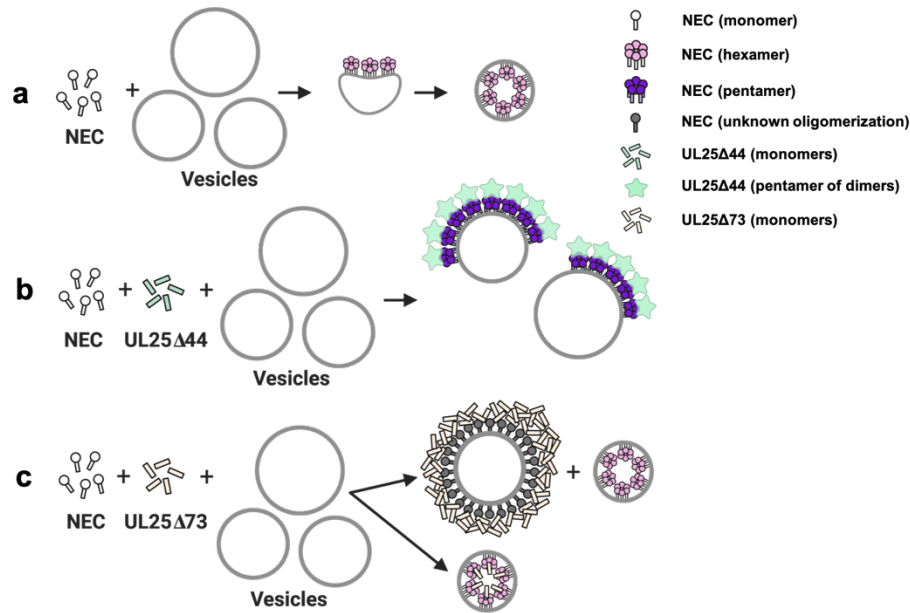 a
NEC
+
Vesicles
b
NEC
+
UL25Δ44
+
Vesicles
c
NEC
+
UL25Δ73
+
Vesicles
+
NEC (monomer)
NEC (hexamer)
NEC (pentamer)
NEC (unknown oligomerization)
UL25Δ44 (monomers)
UL25Δ44 (pentamer of dimers)
UL25Δ73 (monomers)